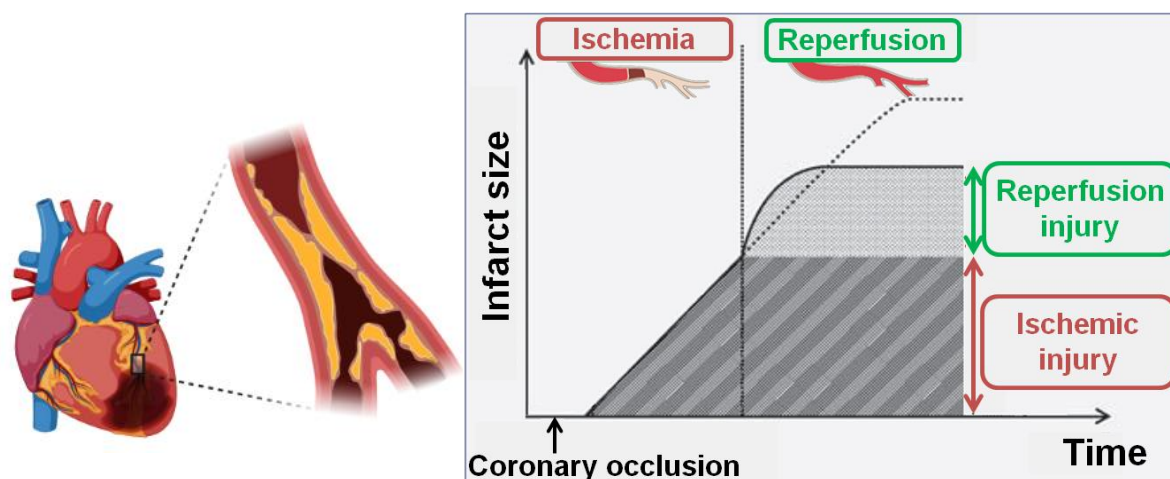 Ischemia
Reperfusion
Infarct size
Reperfusion
injury
Ischemic
injury
Coronary occlusion
Time